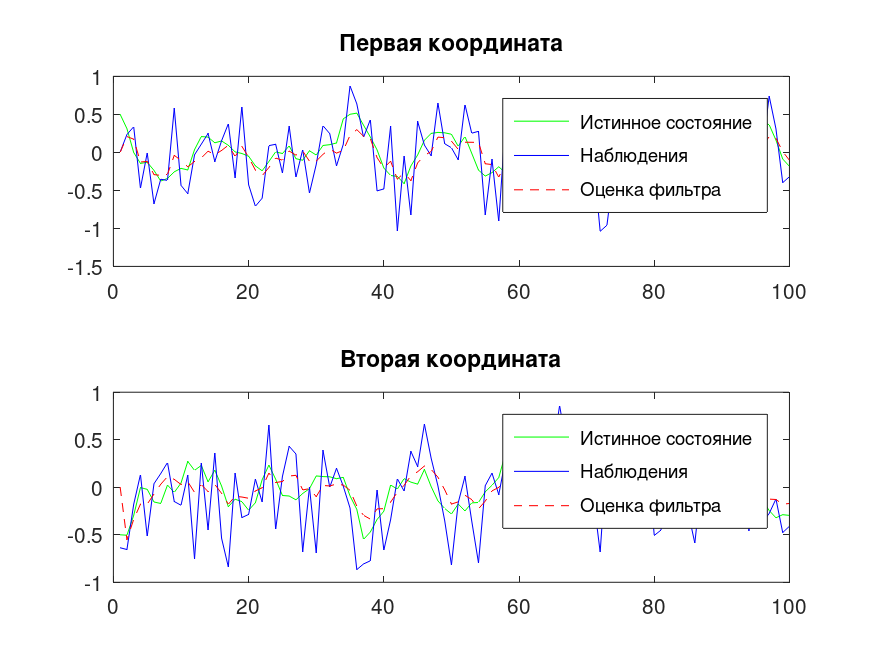 Первая координата
1
0.5
0
-0.5
-1
-1.5
0 20 40 60 80 100
Истинное состояние
Наблюдения
Оценка фильтра
Вторая координата
1
0.5
0
-0.5
-1
0 20 40 60 80 100
Истинное состояние
Наблюдения
Оценка фильтра